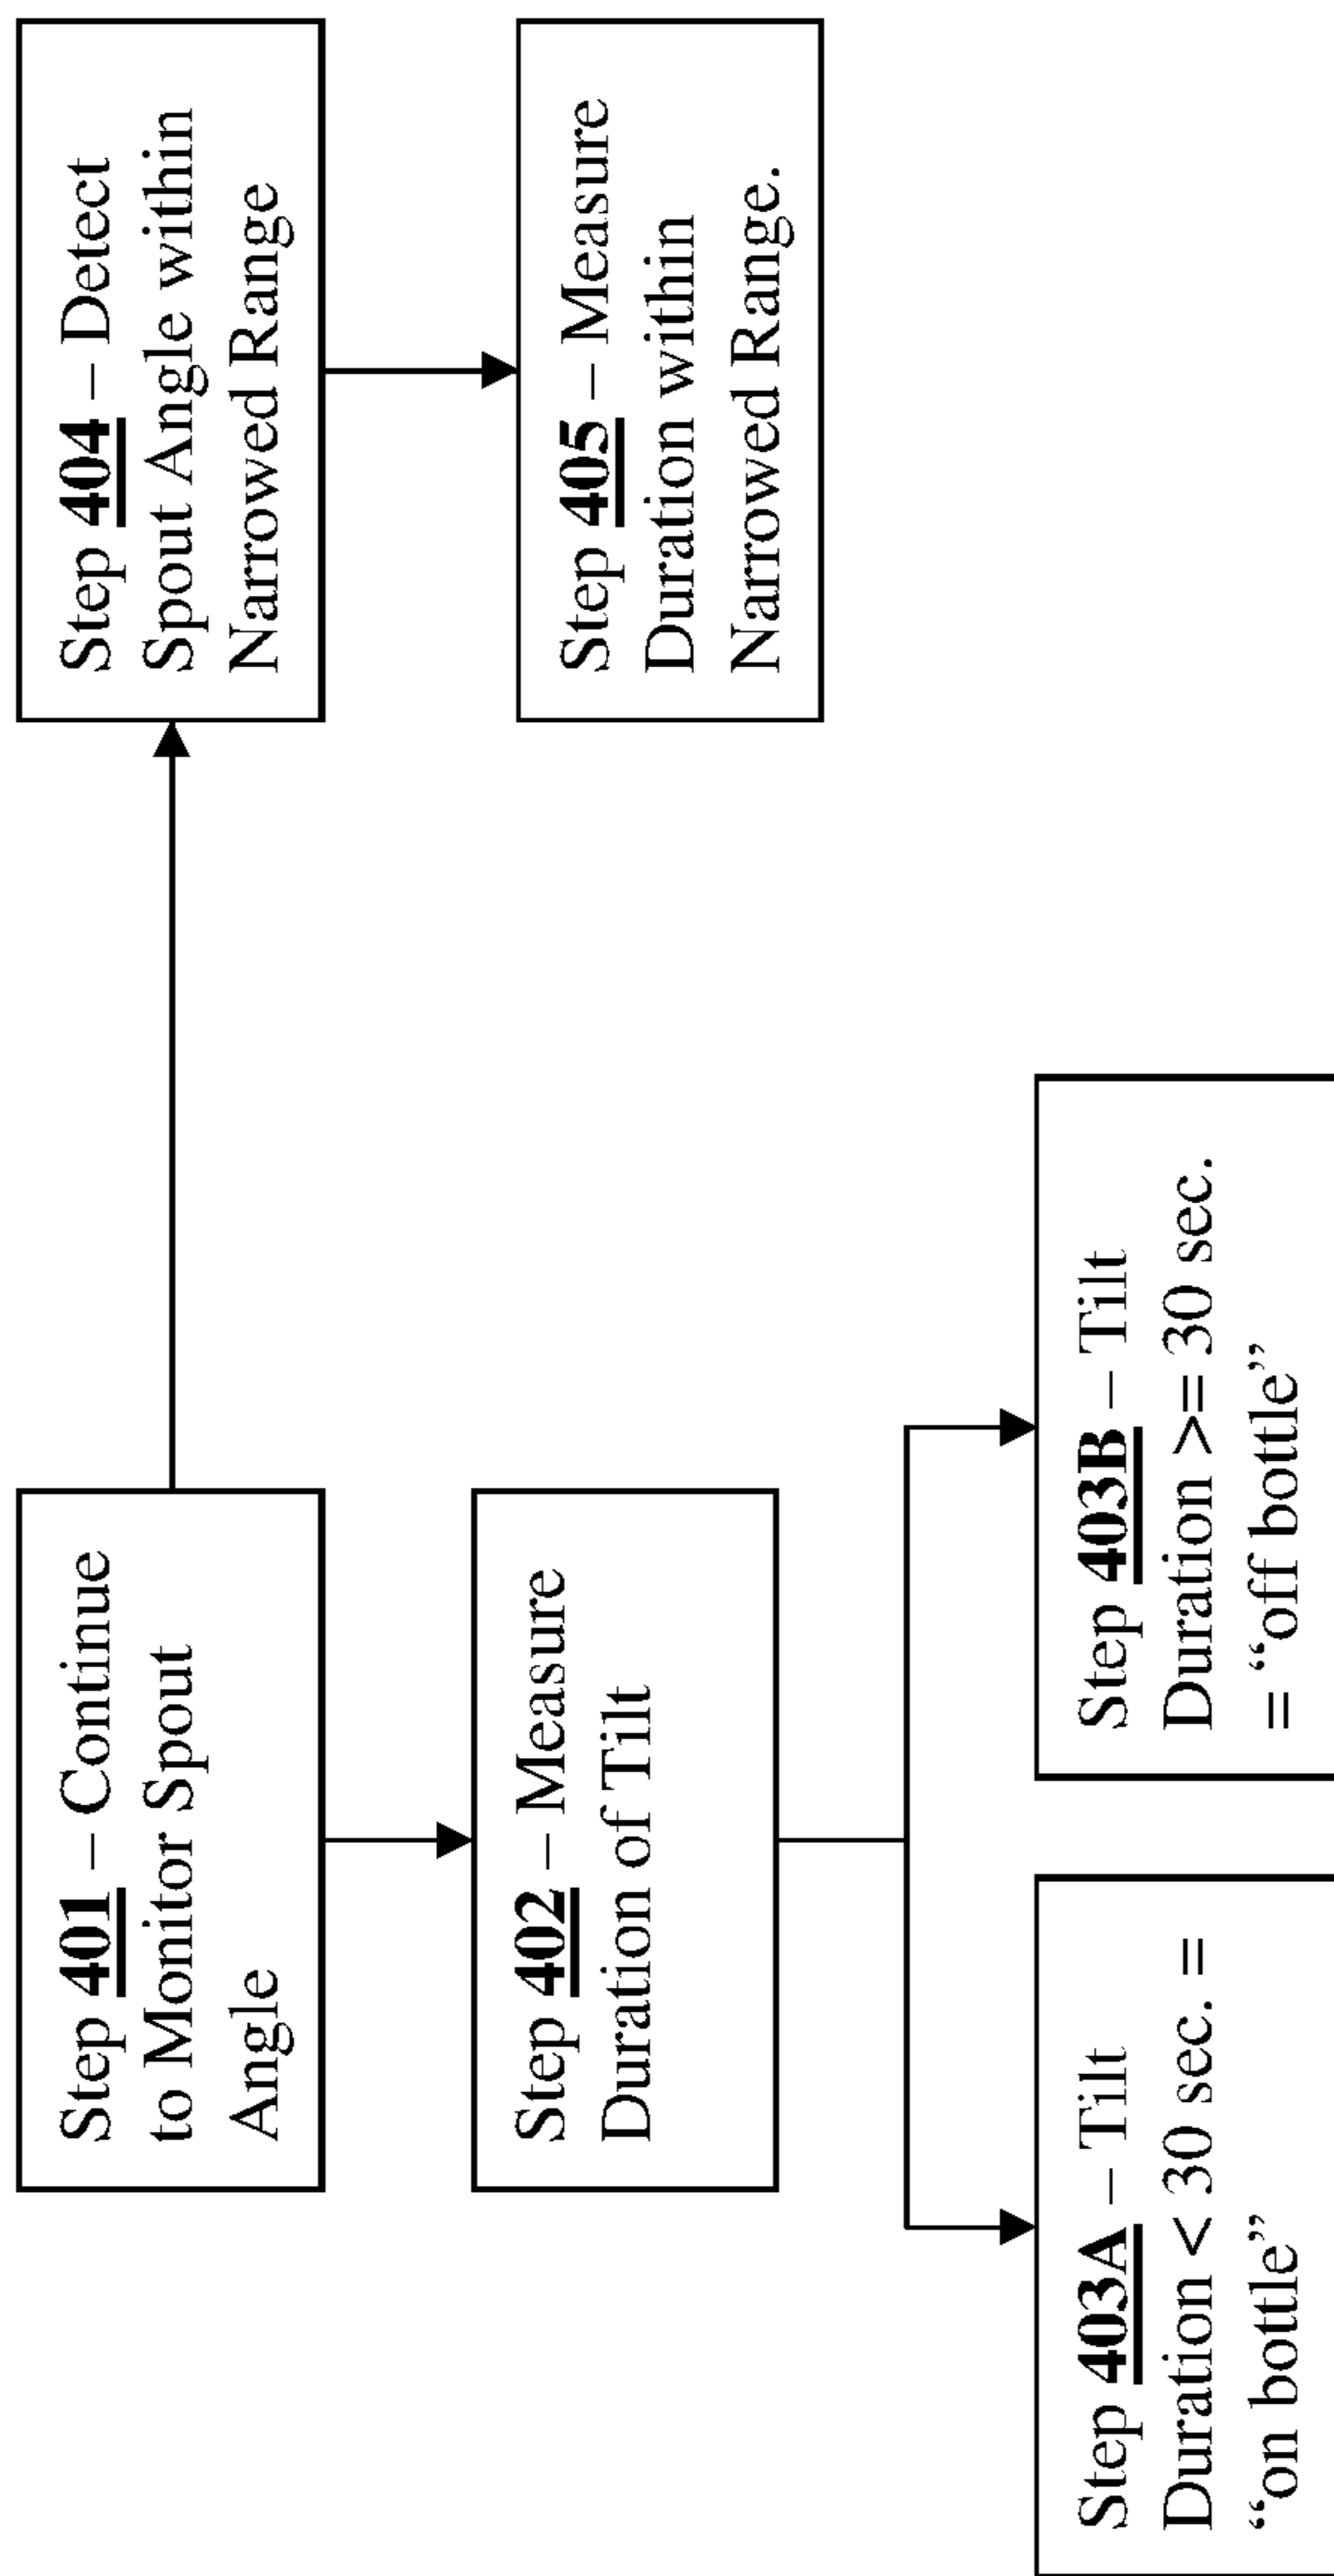 Step 401 – Continue
to Monitor Spout
Angle
Step 402 – Measure
Duration of Tilt
Step 403A – Tilt
Duration < 30 sec. =
“on bottle”
Step 403B – Tilt
Duration >= 30 sec.
= “off bottle”
Step 404 – Detect
Spout Angle within
Narrowed Range
Step 405 – Measure
Duration within
Narrowed Range.